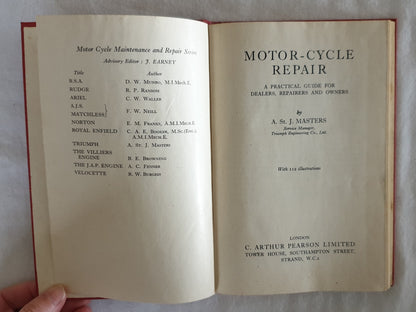 Motor Cycle Maintenance and Repair Series
Advisory Editor : J. EARNEY
Title Author
B.S.A. D. W. MUNRO, M.I.Mech.E.
RUDGE R. P. RANSOM
ARIEL C. W. WALLER
A.J.S.
MATCHLESS } F. W. NEILL
NORTON E. M. FRANKS, A.M.I.Mech.E.
ROYAL ENFIELD C. A. E. BOOKER, M.Sc.(Eng.),
A.M.I.Mech.E.
TRIUMPH A. St. J. MASTERS
THE VILLIERS
ENGINE B. E. BROWNING
THE J.A.P. ENGINE A. C. FENNER
VELOCETTE R. W. BURGESS
MOTOR-CYCLE
REPAIR
A PRACTICAL GUIDE FOR
DEALERS, REPAIRERS AND OWNERS
by
A. St. J. MASTERS
Service Manager,
Triumph Engineering Co., Ltd.
With 112 illustrations
LONDON
C. ARTHUR PEARSON LIMITED
TOWER HOUSE, SOUTHAMPTON STREET,
STRAND, W.C.2